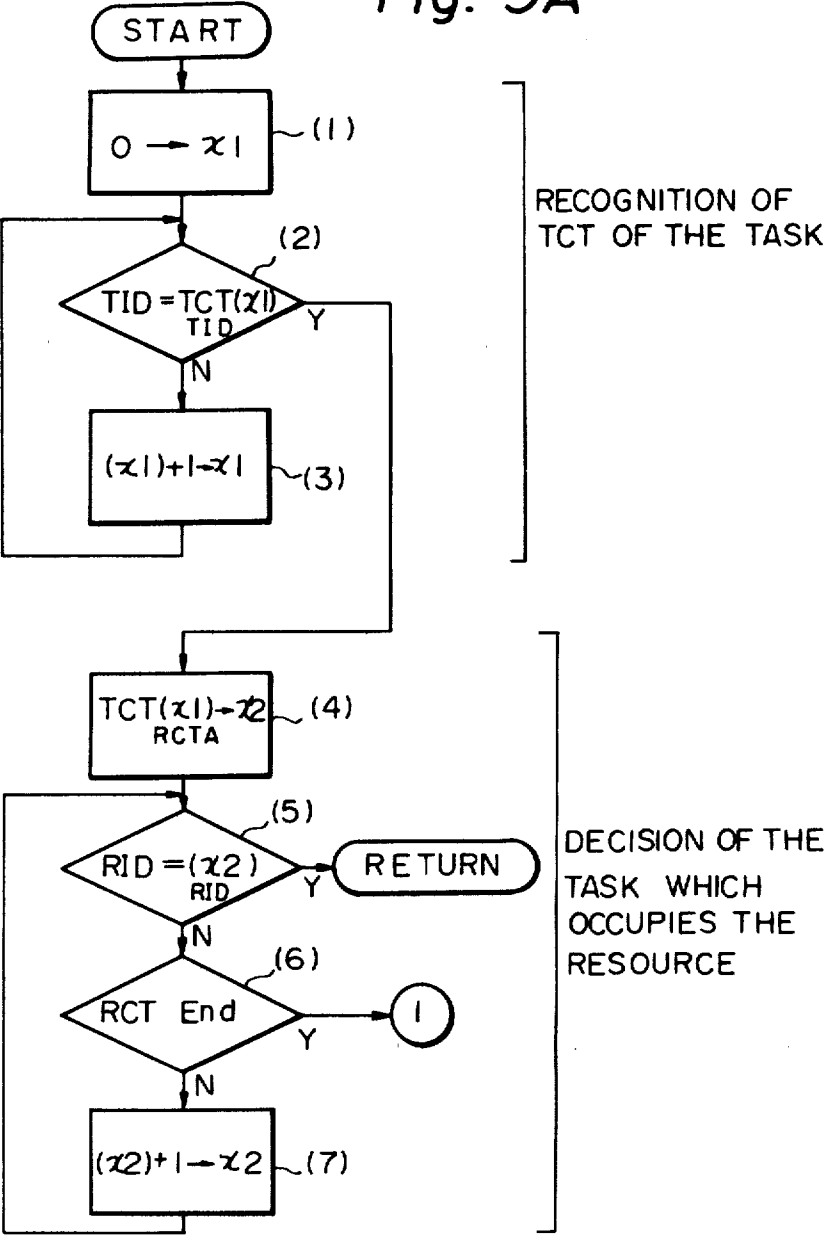 START
0 → x1
(1)
RECOGNITION OF
TCT OF THE TASK
(2)
TID = TCT(x1)
TID
Y
N
(x1)+1→x1
(3)
TCT(x1)→x2
RCTA
(4)
(5)
RID = (x2)
RID
Y
RETURN
N
DECISION OF THE
TASK WHICH
OCCUPIES THE
RESOURCE
(6)
RCT End
Y
1
N
(x2)+1→x2
(7)